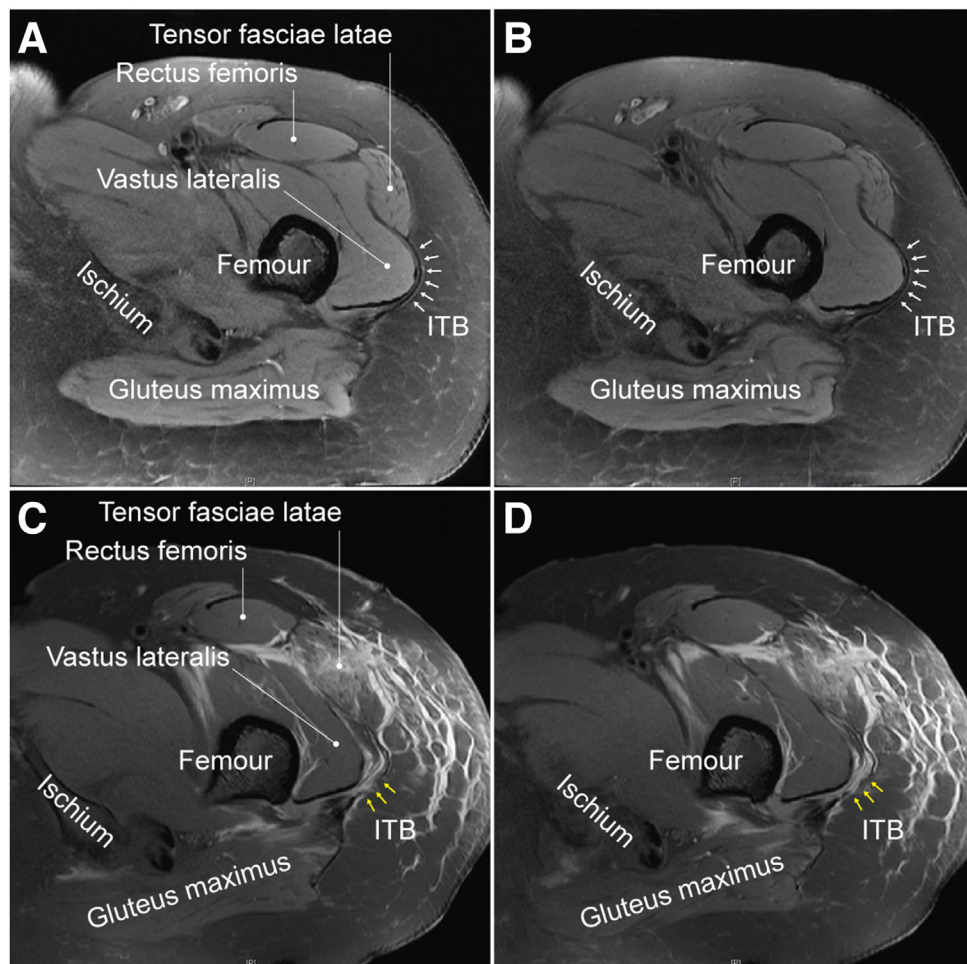 A
Tensor fasciae latae
Rectus femoris
Vastus lateralis
Femour
Ischium
ITB
Gluteus maximus
[P]
B
Femour
Ischium
ITB
Gluteus maximus
[P]
C
Tensor fasciae latae
Rectus femoris
Vastus lateralis
Femour
Ischium
ITB
Gluteus maximus
[P]
D
Femour
Ischium
ITB
Gluteus maximus
[P]